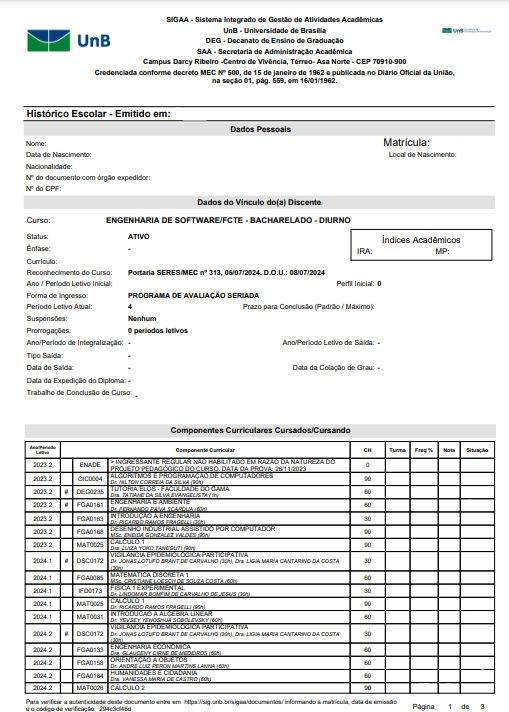 SIGAA - Sistema Integrado de Gestão de Atividades Acadêmicas
UnB - Universidade de Brasília
DEG - Decanato de Ensino de Graduação
SAA - Secretaria de Administração Acadêmica
Campus Darcy Ribeiro -Centro de Vivência, Térreo- Asa Norte - CEP 70910-900
Credenciada conforme decreto MEC Nº 500, de 15 de janeiro de 1962 e publicada no Diário Oficial da União,
na seção 01, pág. 559, em 16/01/1962.
UnB
UnB
Histórico Escolar - Emitido em:
Dados Pessoais
Nome: Matrícula:
Data de Nascimento: Local de Nascimento:
Nacionalidade:
Nº do documento com órgão expedidor:
Nº do CPF:
Dados do Vínculo do(a) Discente
Curso: ENGENHARIA DE SOFTWARE/FCTE - BACHARELADO - DIURNO
Status: ATIVO
Índices Acadêmicos
Ênfase: -
IRA: MP:
Currículo:
Reconhecimento do Curso: Portaria SERES/MEC nº 313, 05/07/2024. D.O.U.: 08/07/2024
Ano / Período Letivo Inicial: Perfil Inicial: 0
Forma de Ingresso: PROGRAMA DE AVALIAÇÃO SERIADA
Período Letivo Atual: 4 Prazo para Conclusão (Padrão / Máximo):
Suspensões: Nenhum
Prorrogações: 0 períodos letivos
Ano/Período de Integralização: - Ano/Período Letivo de Saída: -
Tipo Saída: -
Data de Saída: - Data da Colação de Grau: -
Data da Expedição do Diploma: -
Trabalho de Conclusão de Curso: -
Componentes Curriculares Cursados/Cursando
Ano/Período Letivo Componente Curricular CH Turma Freq % Nota Situação
2023.2 ENADE > INGRESSANTE REGULAR NÃO HABILITADO EM RAZÃO DA NATUREZA DO 0
PROJETO PEDAGÓGICO DO CURSO. DATA DA PROVA: 26/11/2023
2023.2 CIC0004 ALGORITMOS E PROGRAMAÇÃO DE COMPUTADORES 90
Dr. NILTON CORREIA DA SILVA (90h)
2023.2 # DEG0235 TUTORIA ELOS - FACULDADE DO GAMA 60
Dra. TATIANE DA SILVA EVANGELISTA (1h)
2023.2 # FGA0161 ENGENHARIA E AMBIENTE 60
Dr. FERNANDO PAIVA SCARDUA (60h)
2023.2 FGA0163 INTRODUÇÃO A ENGENHARIA 30
Dr. RICARDO RAMOS FRAGELLI (30h)
2023.2 FGA0168 DESENHO INDUSTRIAL ASSISTIDO POR COMPUTADOR 90
MSc. ENEIDA GONZALEZ VALDES (90h)
2023.2 MAT0025 CÁLCULO 1 90
Dra. LUIZA YOKO TANEGUTI (90h)
2024.1 # DSC0172 VIGILÂNCIA EPIDEMIOLÓGICA PARTICIPATIVA 30
Dr. JONAS LOTUFO BRANT DE CARVALHO (30h), Dra. LIGIA MARIA CANTARINO DA COSTA
(30h)
2024.1 FGA0085 MATEMÁTICA DISCRETA 1 60
MSc. CRISTIANE LOESCH DE SOUZA COSTA (60h)
2024.1 IFD0173 FISICA 1 EXPERIMENTAL 30
Dr. LINDOMAR BOMFIM DE CARVALHO DE JESUS (30h)
2024.1 MAT0025 CÁLCULO 1 90
Dr. RICARDO RAMOS FRAGELLI (90h)
2024.1 MAT0031 INTRODUCAO A ALGEBRA LINEAR 60
Dr. YEVSEY YEHOSHUA SOBOLEVSKY (60h)
2024.2 # DSC0172 VIGILÂNCIA EPIDEMIOLÓGICA PARTICIPATIVA 30
Dr. JONAS LOTUFO BRANT DE CARVALHO (30h), Dra. LIGIA MARIA CANTARINO DA COSTA
(30h)
2024.2 FGA0133 ENGENHARIA ECONÔMICA 60
Dra. GLAUCENY CIRNE DE MEDEIROS (60h)
2024.2 FGA0158 ORIENTAÇÃO A OBJETOS 60
Dr. ANDRE LUIZ PERON MARTINS LANNA (60h)
2024.2 FGA0164 HUMANIDADES E CIDADANIA 60
Dra. VANESSA MARIA DE CASTRO (60h)
2024.2 MAT0026 CÁLCULO 2 90
Para verificar a autenticidade deste documento entre em https://sig.unb.br/sigaa/documentos/ informando a matrícula, data de emissão
e o código de verificação: 294c3cf46d Página 1 de 3